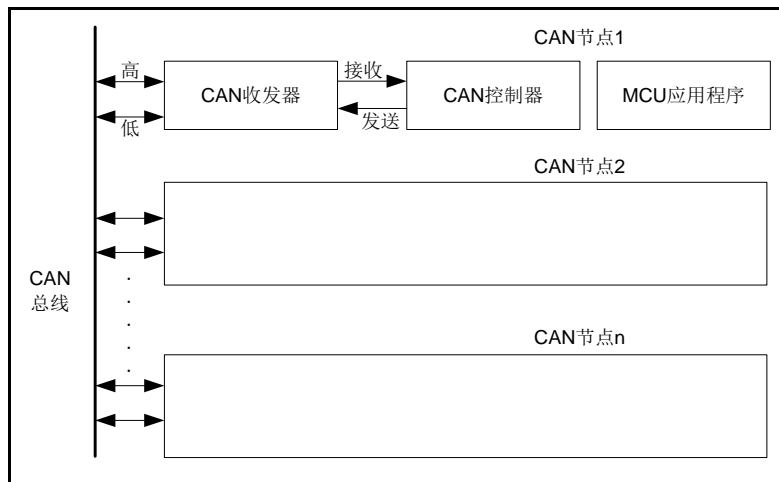 CAN节点1
高
接收
CAN收发器
CAN控制器
MCU应用程序
低
发送
CAN节点2
CAN
总线
CAN节点n